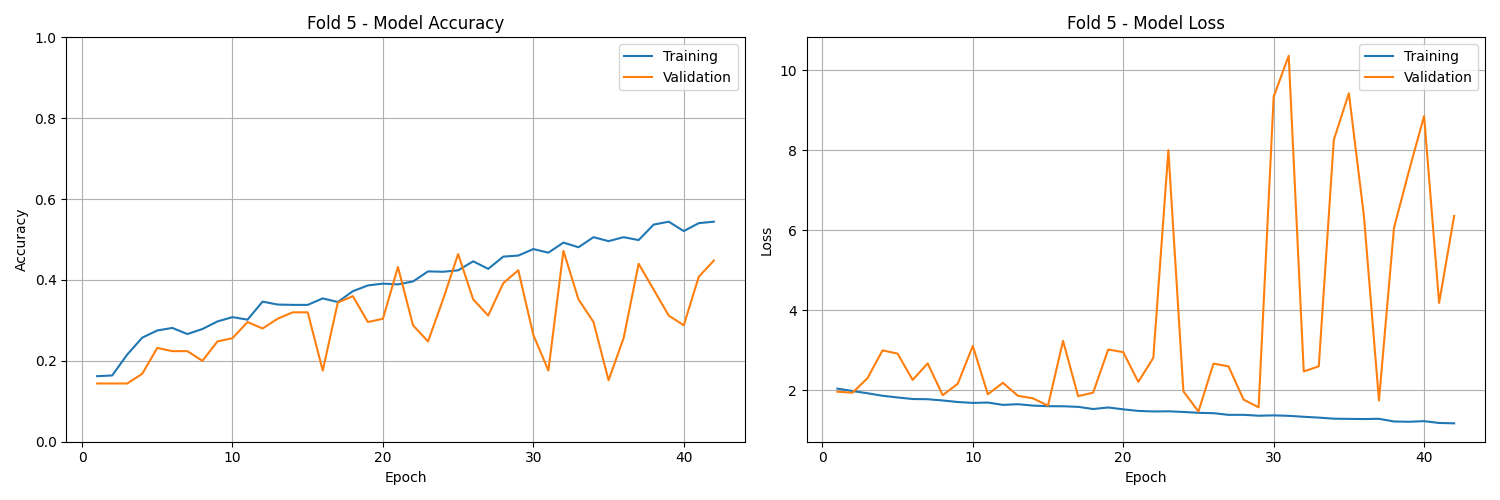 Fold 5 - Model Accuracy
Training
Validation
1.0
0.8
0.6
0.4
0.2
0.0
Accuracy
0
10
20
30
40
Epoch
Fold 5 - Model Loss
Training
Validation
10
8
6
4
2
Loss
0
10
20
30
40
Epoch